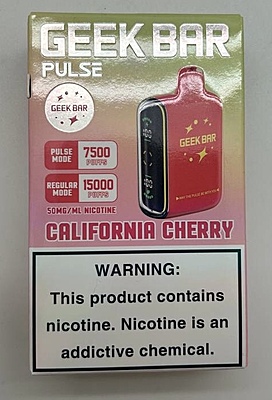 GEEK BAR
PULSE
GEEK BAR
PULSE MODE 7500 PUFFS
REGULAR MODE 15000 PUFFS
50MG/ML NICOTINE
GEEK BAR
CALIFORNIA CHERRY
WARNING:
This product contains
nicotine. Nicotine is an
addictive chemical.